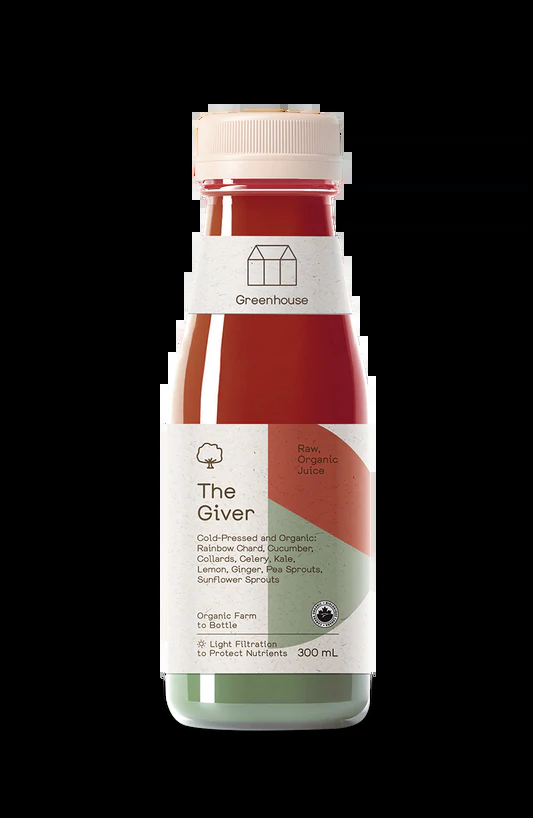 Greenhouse
Raw,
Organic
Juice
The
Giver
Cold-Pressed and Organic:
Rainbow Chard, Cucumber,
Collards, Celery, Kale,
Lemon, Ginger, Pea Sprouts,
Sunflower Sprouts
Organic Farm
to Bottle
Light Filtration
to Protect Nutrients 300 mL